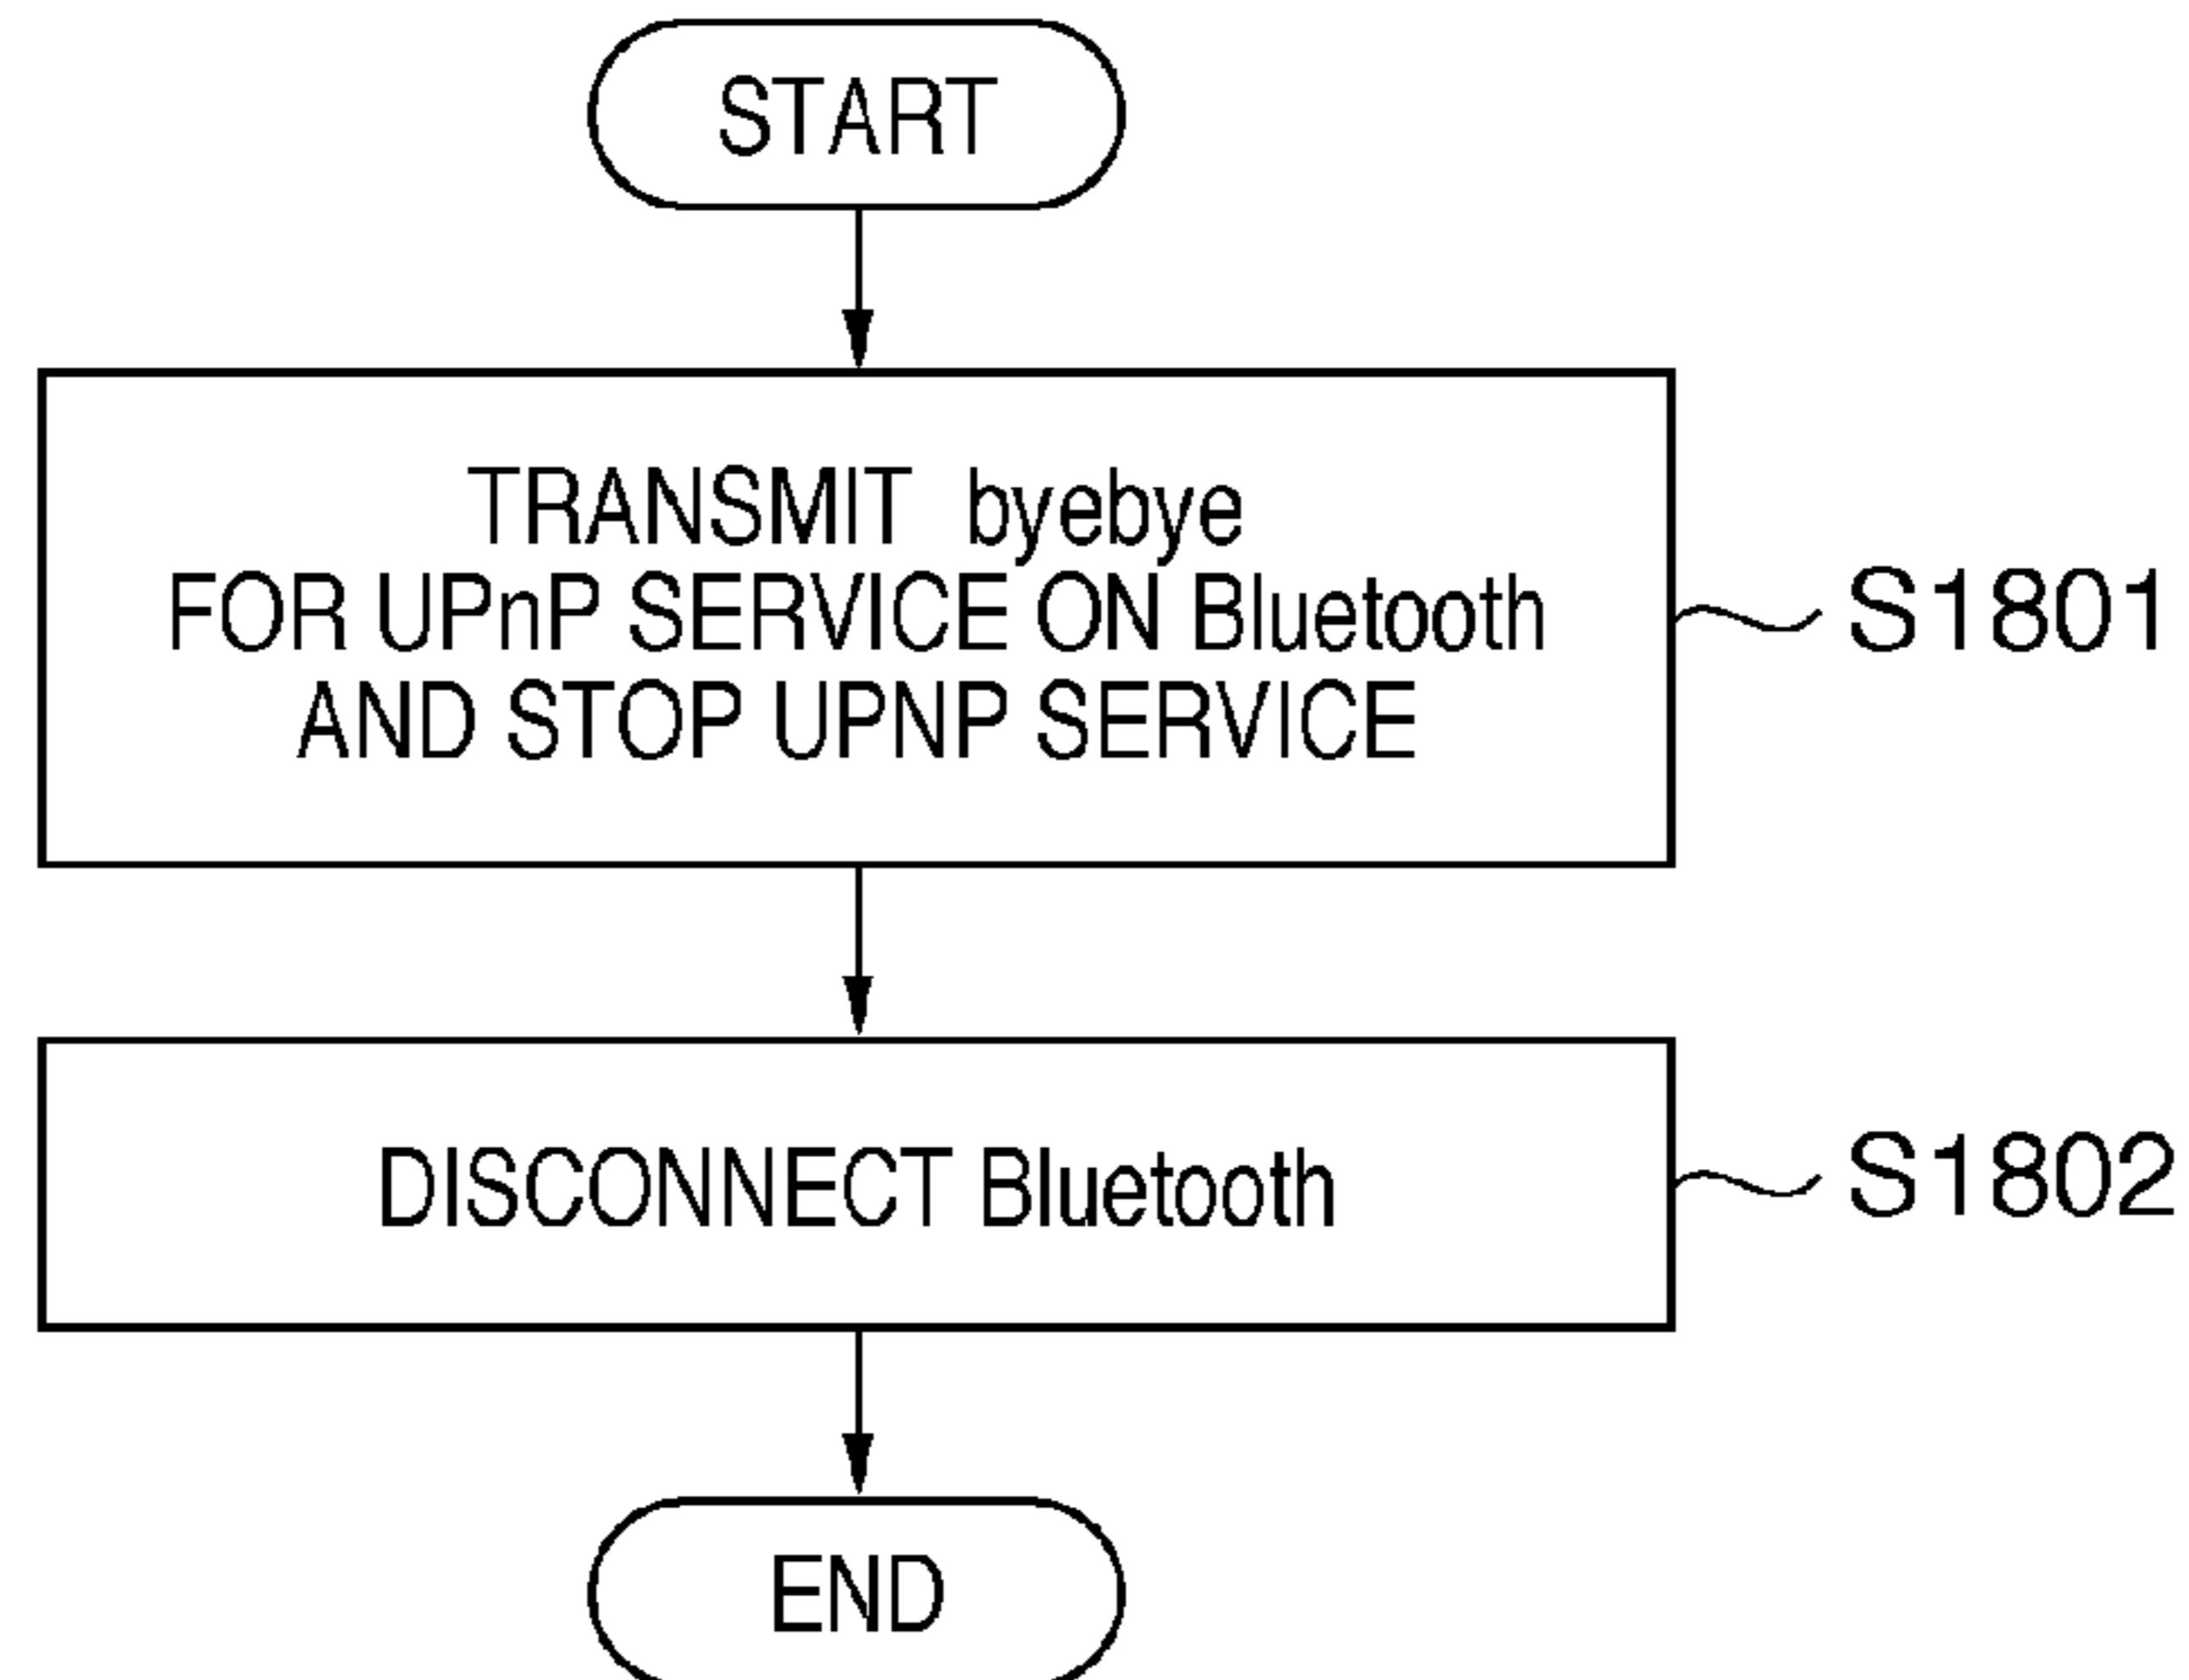 START
TRANSMIT byebye
FOR UPnP SERVICE ON Bluetooth
AND STOP UPNP SERVICE
S1801
DISCONNECT Bluetooth
S1802
END